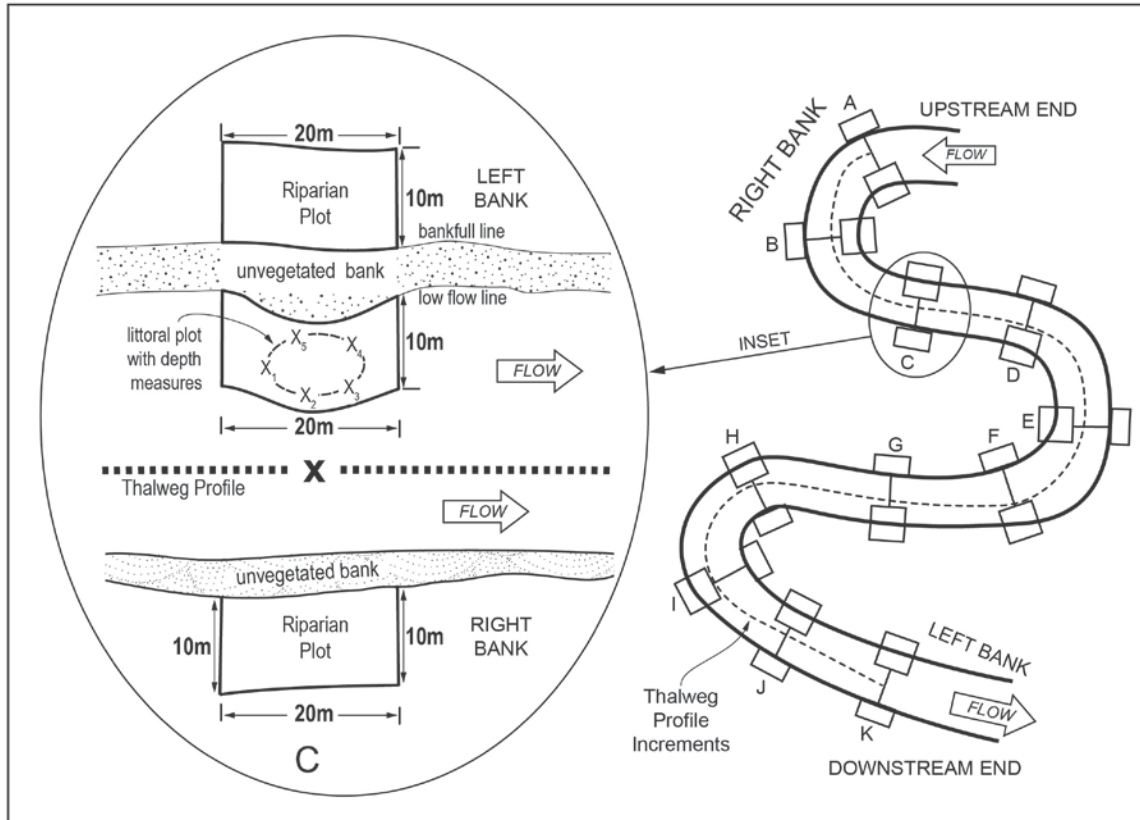 20m
Riparian
Plot
10m
LEFT
BANK
bankfull line
unvegetated bank
low flow line
littoral plot
with depth
measures
X5
X4
X1
X2
X3
10m
FLOW
20m
X
Thalweg Profile
FLOW
unvegetated bank
10m
Riparian
Plot
10m
RIGHT
BANK
20m
C
INSET
A
UPSTREAM END
FLOW
RIGHT BANK
B
C
D
E
F
G
H
I
J
K
LEFT BANK
FLOW
Thalweg
Profile
Increments
DOWNSTREAM END